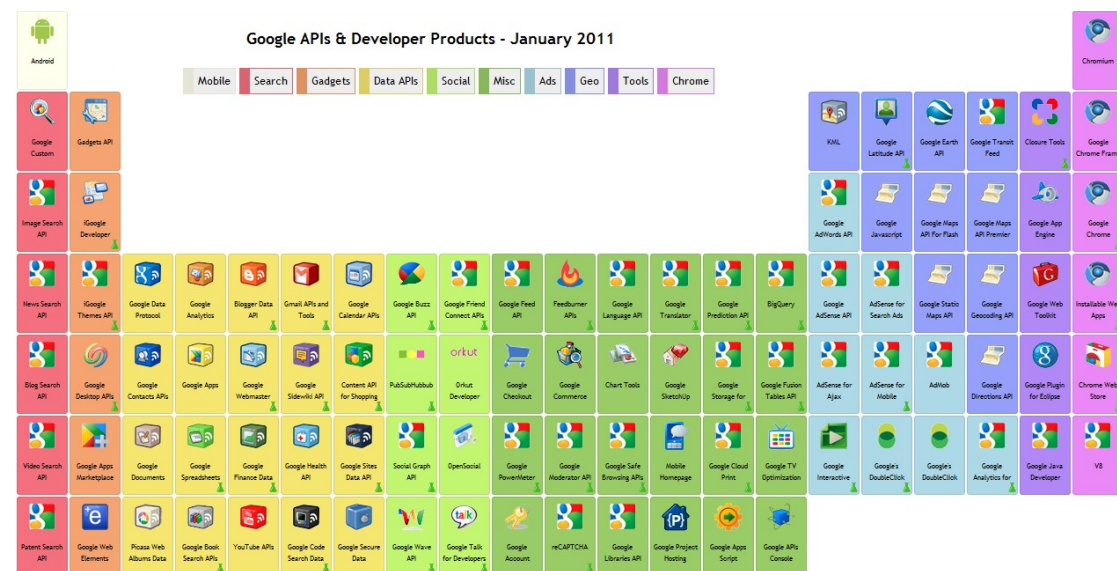 Google APIs & Developer Products - January 2011
Mobile Search Gadgets Data APIs Social Misc Ads Geo Tools Chrome
Android
Chromium
Google
Custom
Gadgets API
KML
Google
Latitude API
Google Earth
API
Google Transit
Feed
Closure Tools
Google
Chrome Fram
Image Search
API
iGoogle
Developer
Google
AdWords API
Google
Javascript
Google Maps
API For Flash
Google Maps
API Premier
Google App
Engine
Google
Chrome
News Search
API
iGoogle
Themes API
Google Data
Protocol
Google
Analytics
Blogger Data
API
Gmail APIs and
Tools
Google
Calendar APIs
Google Buzz
API
Google Friend
Connect APIs
Google Feed
API
Feedburner
APIs
Google
Language API
Google
Translator
Google
Prediction API
BigQuery
Google
AdSense API
AdSense for
Search Ads
Google Static
Maps API
Google
Geocoding API
Google Web
Toolkit
Installable We
Apps
Blog Search
API
Google
Desktop APIs
Google
Contacts APIs
Google Apps
Google
Webmaster
Google
Sidewiki API
Content API
for Shopping
PubSubHubbub
orkut
Orkut
Developer
Google
Checkout
Google
Commerce
Chart Tools
Google
SketchUp
Google
Storage for
Google Fusion
Tables API
AdSense for
Ajax
AdSense for
Mobile
AdMob
Google
Directions API
Google Plugin
for Eclipse
Chrome Web
Store
Video Search
API
Google Apps
Marketplace
Google
Documents
Google
Spreadsheets
Google
Finance Data
Google Health
API
Google Sites
Data API
Social Graph
API
OpenSocial
Google
PowerMeter
Google
Moderator API
Google Safe
Browsing APIs
Mobile
Homepage
Google Cloud
Print
Google TV
Optimization
Google
Interactive
Google's
DoubleClick
Google's
DoubleClick
Google
Analytics for
Google Java
Developer
V8
Patent Search
API
Google Web
Elements
Picasa Web
Albums Data
Google Book
Search APIs
YouTube APIs
Google Code
Search Data
Google Secure
Data
Google Wave
API
talk
Google Talk
for Developers
Google
Account
reCAPTCHA
Google
Libraries API
{P}
Google Project
Hosting
Google Apps
Script
Google APIs
Console